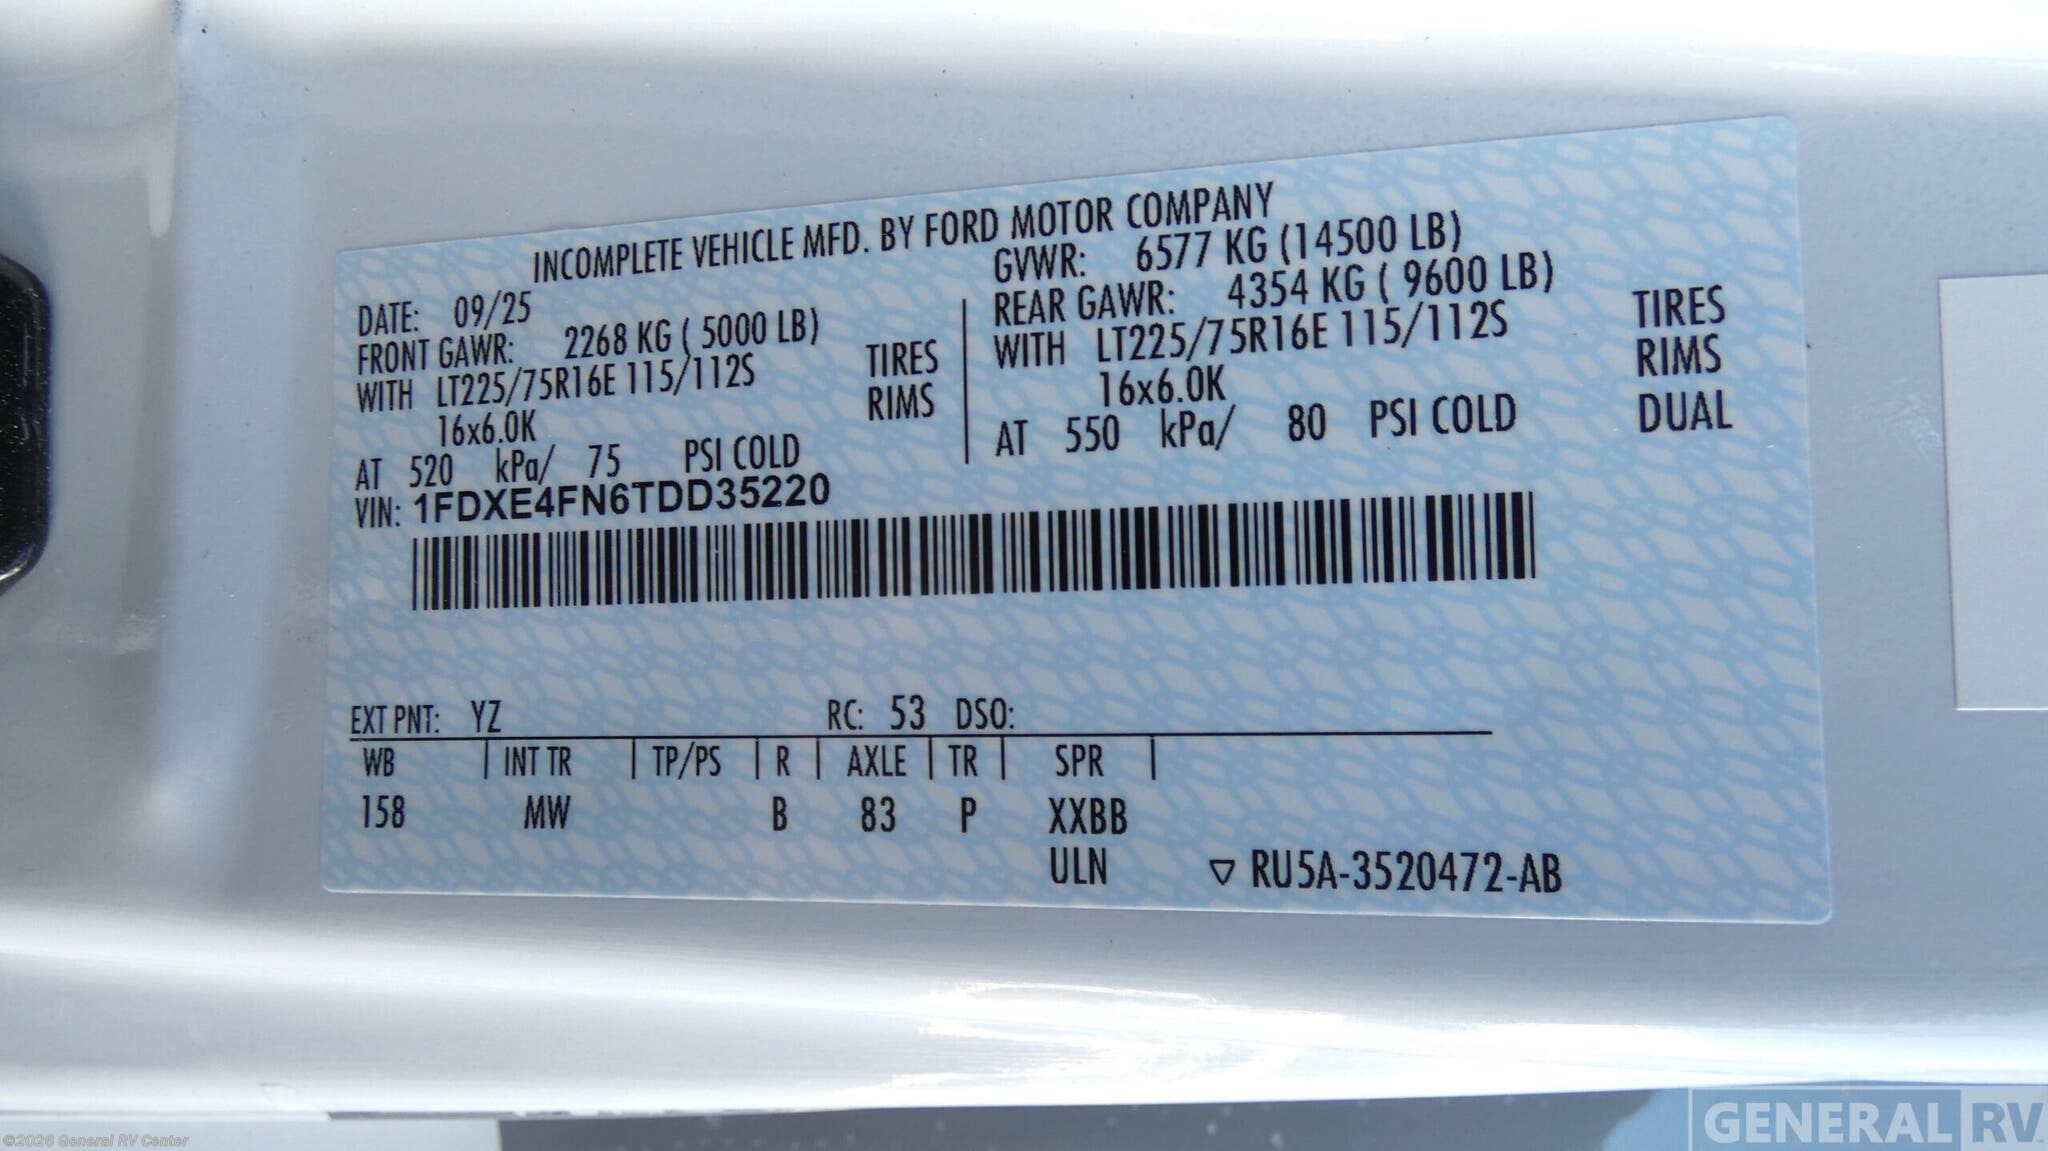 INCOMPLETE VEHICLE MFD. BY FORD MOTOR COMPANY
DATE: 09/25 GVWR: 6577 KG (14500 LB)
FRONT GAWR: 2268 KG ( 5000 LB) REAR GAWR: 4354 KG ( 9600 LB)
WITH LT225/75R16E 115/112S TIRES WITH LT225/75R16E 115/112S TIRES
16x6.0K RIMS 16x6.0K RIMS
AT 520 kPa/ 75 PSI COLD AT 550 kPa/ 80 PSI COLD DUAL
VIN: 1FDXE4FN6TDD35220
EXT PNT: YZ RC: 53 DSO:
WB INT TR TP/PS R AXLE TR SPR
158 MW B 83 P XXBB
ULN RU5A-3520472-AB
©2026 General RV Center
GENERAL RV